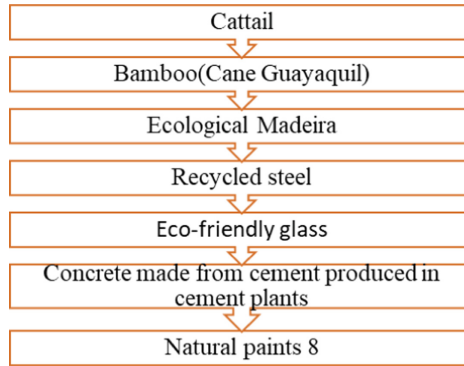 Cattail
Bamboo(Cane Guayaquil)
Ecological Madeira
Recycled steel
Eco-friendly glass
Concrete made from cement produced in
cement plants
Natural paints 8